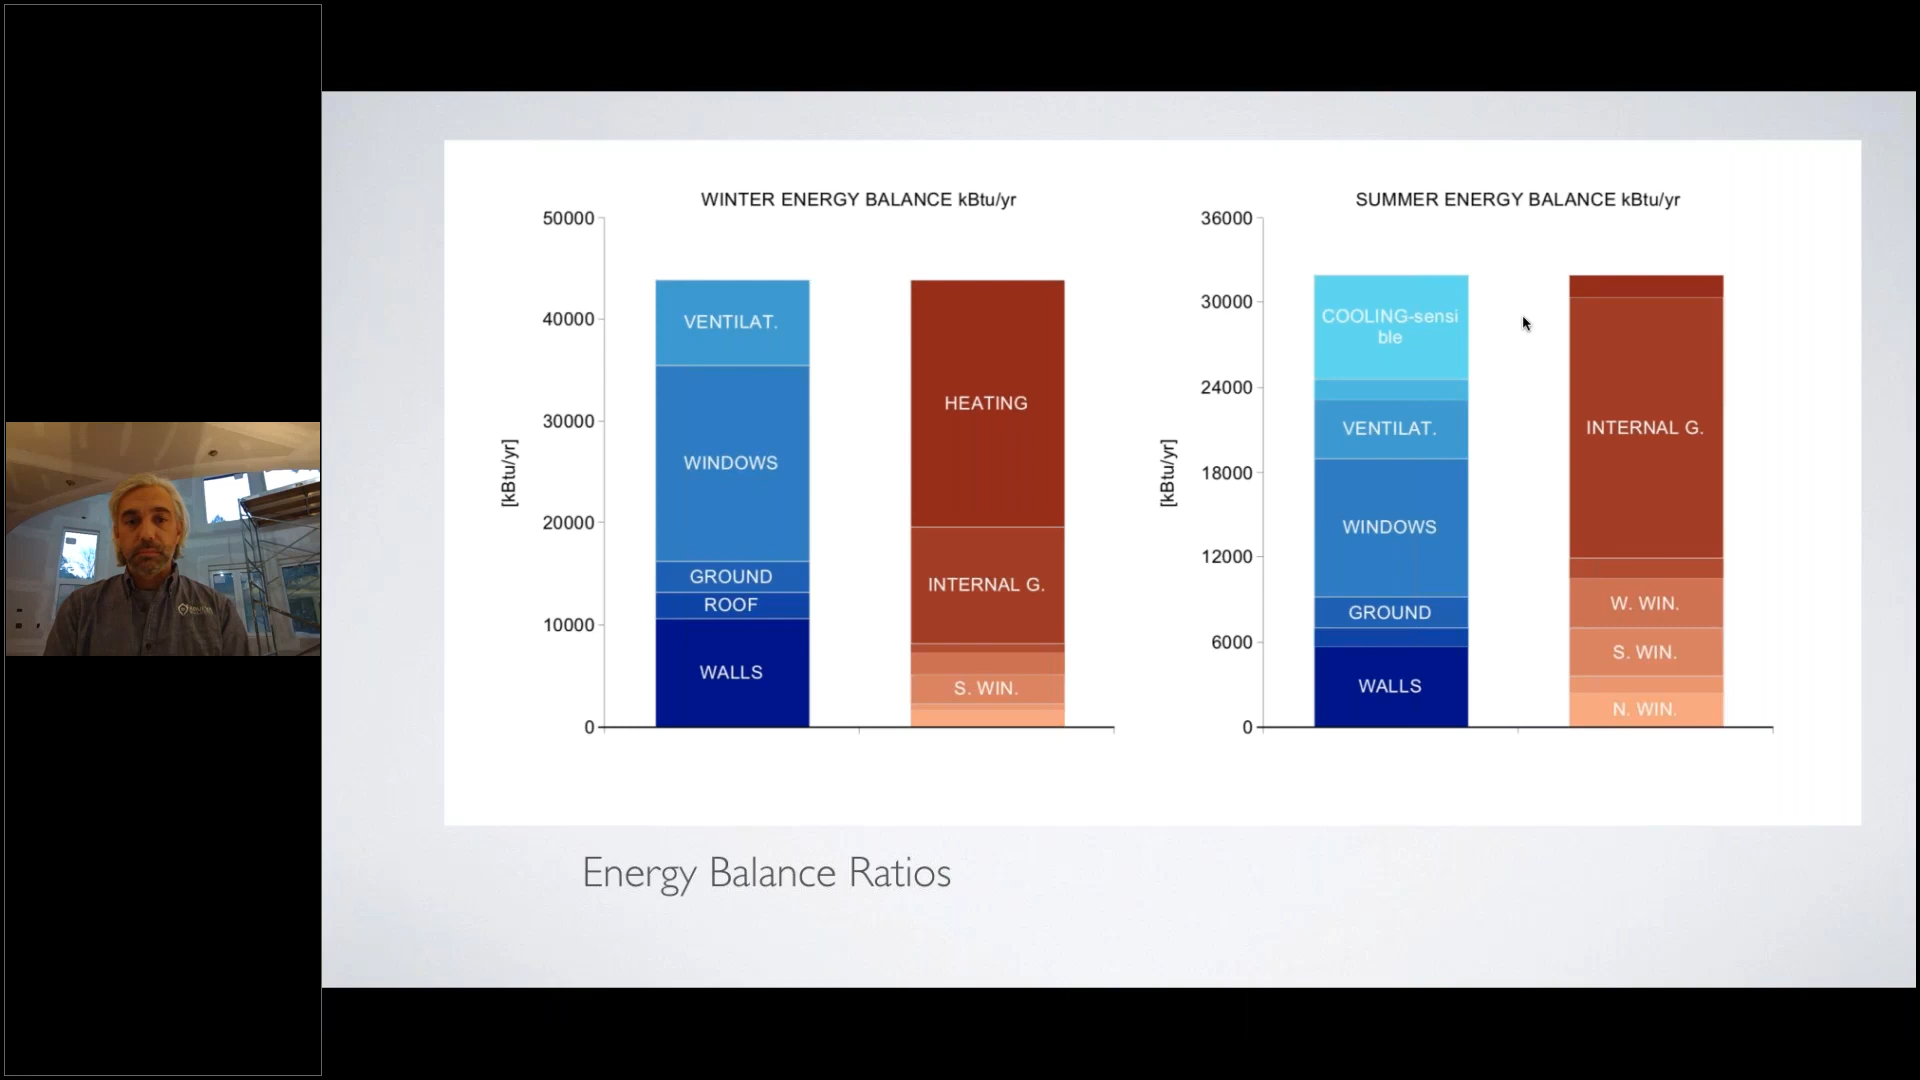 WINTER ENERGY BALANCE kBtu/yr
50000
40000
30000
20000
10000
0
[kBtu/yr]
VENTILAT.
WINDOWS
GROUND
ROOF
WALLS
HEATING
INTERNAL G.
S. WIN.
SUMMER ENERGY BALANCE kBtu/yr
36000
30000
24000
18000
12000
6000
0
[kBtu/yr]
COOLING-sensi
ble
VENTILAT.
WINDOWS
GROUND
WALLS
INTERNAL G.
W. WIN.
S. WIN.
N. WIN.
Energy Balance Ratios